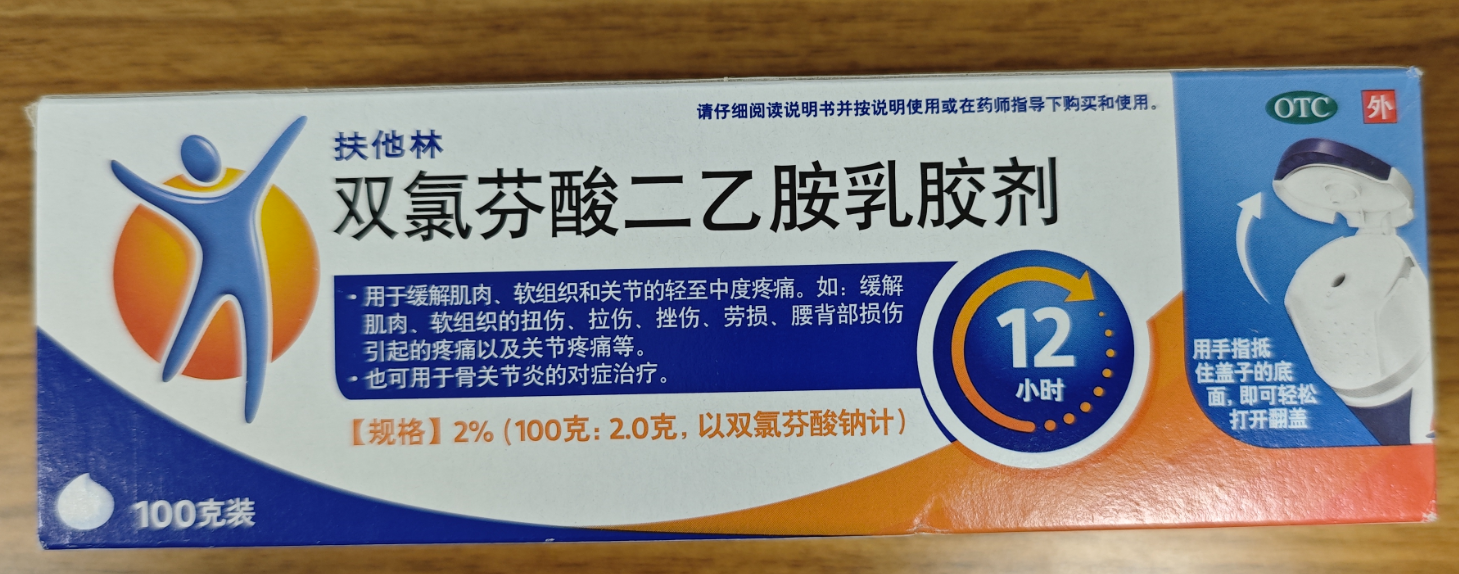 请仔细阅读说明书并按说明使用或在药师指导下购买和使用。
OTC
外
扶他林
双氯芬酸二乙胺乳胶剂
·用于缓解肌肉、软组织和关节的轻至中度疼痛。如：缓解
肌肉、软组织的扭伤、拉伤、挫伤、劳损、腰背部损伤
引起的疼痛以及关节疼痛等。
·也可用于骨关节炎的对症治疗。
12
小时
【规格】2%（100克：2.0克，以双氯芬酸钠计）
用手指抵
住盖子的底
面，即可轻松
打开翻盖
100克装